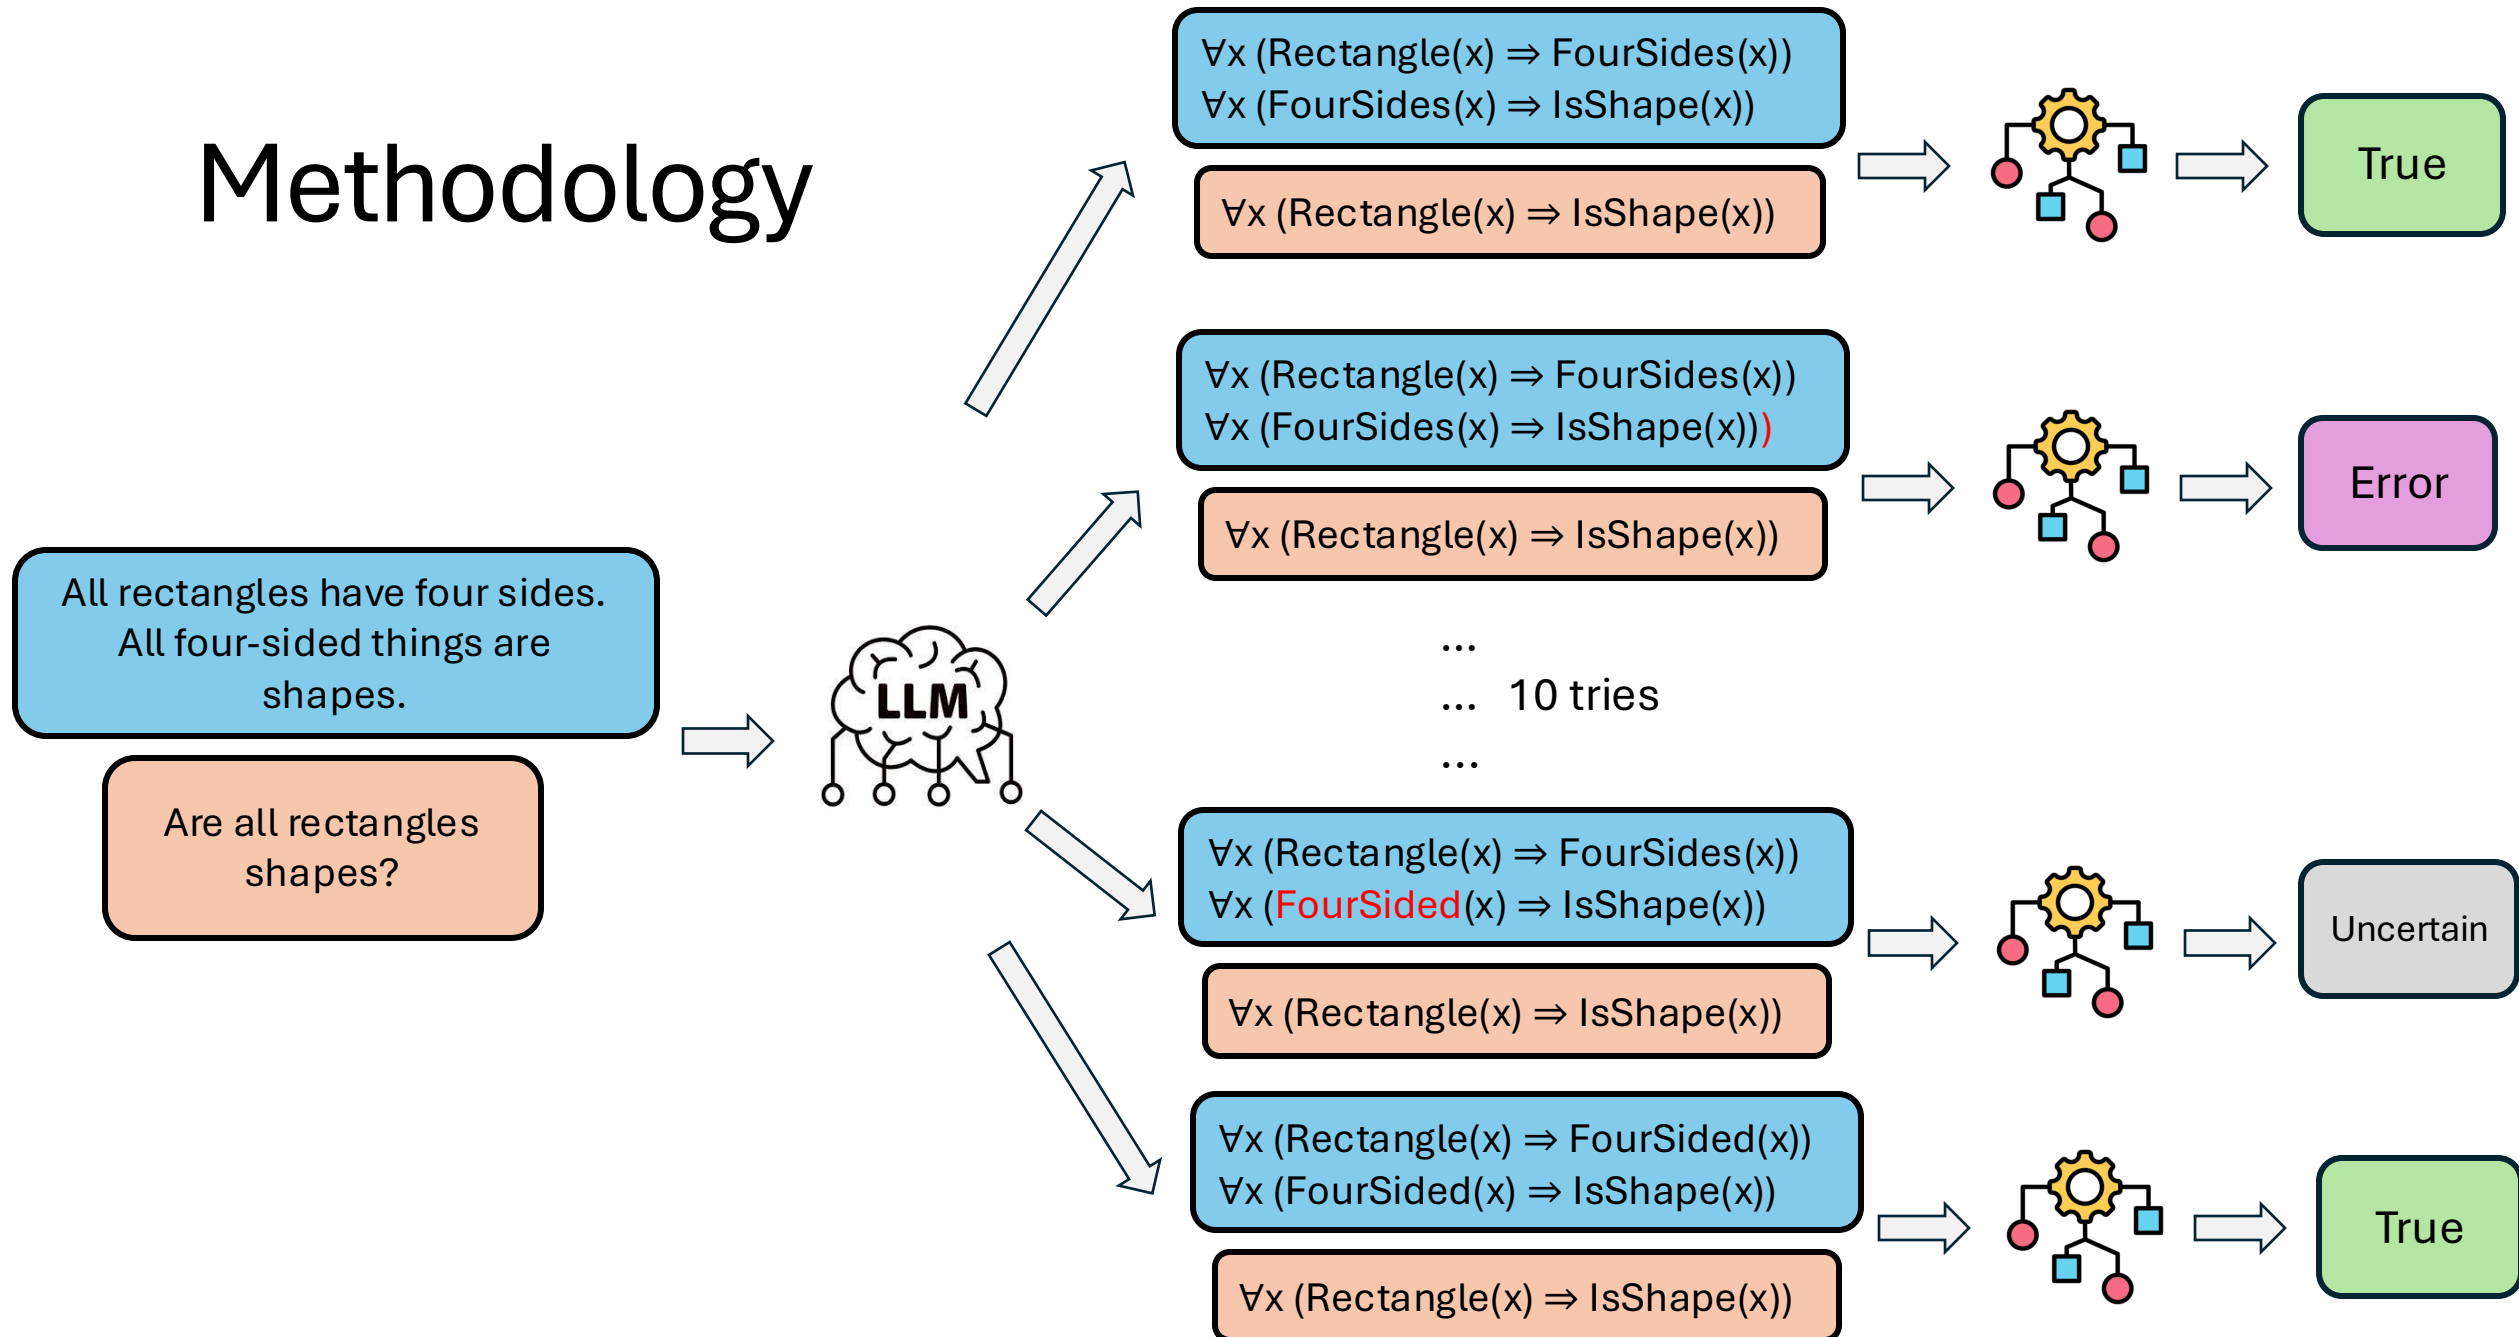 Methodology
All rectangles have four sides.
All four-sided things are
shapes.
Are all rectangles
shapes?
LLM
∀x (Rectangle(x) ⇒ FourSides(x))
∀x (FourSides(x) ⇒ IsShape(x))
∀x (Rectangle(x) ⇒ IsShape(x))
True
∀x (Rectangle(x) ⇒ FourSides(x))
∀x (FourSides(x) ⇒ IsShape(x)))
∀x (Rectangle(x) ⇒ IsShape(x))
Error
...
... 10 tries
...
∀x (Rectangle(x) ⇒ FourSides(x))
∀x (FourSided(x) ⇒ IsShape(x))
∀x (Rectangle(x) ⇒ IsShape(x))
Uncertain
∀x (Rectangle(x) ⇒ FourSided(x))
∀x (FourSided(x) ⇒ IsShape(x))
∀x (Rectangle(x) ⇒ IsShape(x))
True